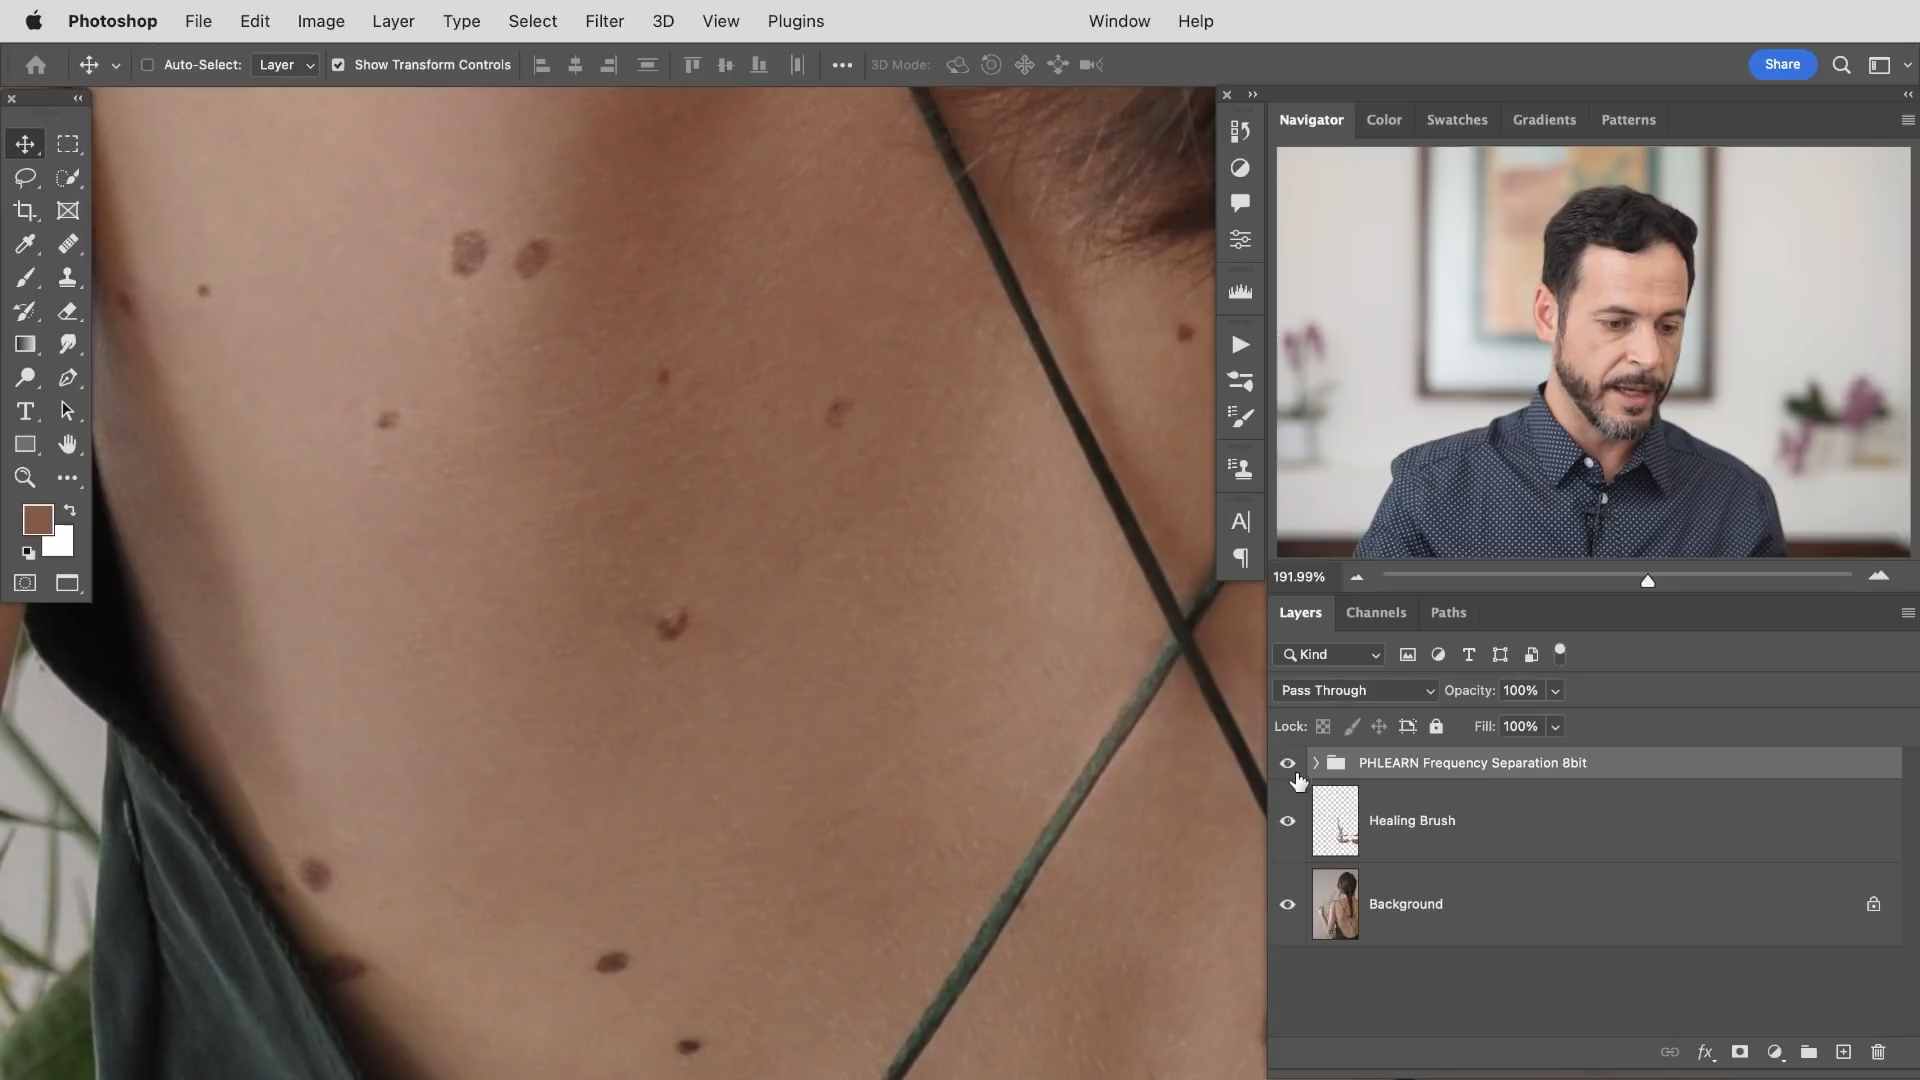 Photoshop File Edit Image Layer Type Select Filter 3D View Plugins Window Help
Auto-Select: Layer Show Transform Controls 3D Mode: Share
Navigator Color Swatches Gradients Patterns
191.99%
Layers Channels Paths
Kind
Pass Through Opacity: 100%
Lock: Fill: 100%
PHLEARN Frequency Separation 8bit
Healing Brush
Background